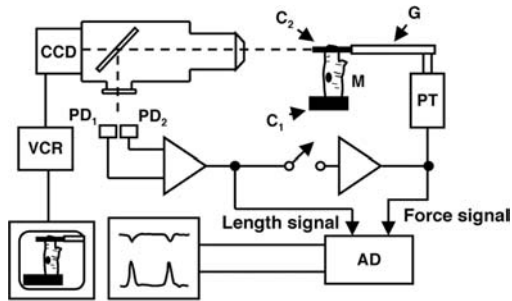 C2
G
CCD
M
PT
PD1 PD2
C1
VCR
Length signal
Force signal
AD